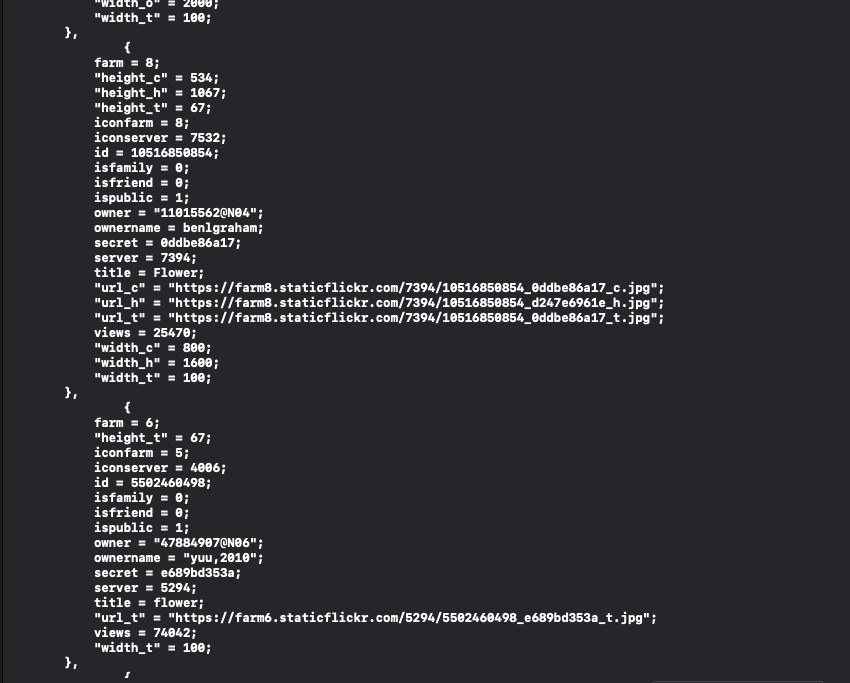 "width_o" = 2000;
"width_t" = 100;
},
{
farm = 8;
"height_c" = 534;
"height_h" = 1067;
"height_t" = 67;
iconfarm = 8;
iconserver = 7532;
id = 10516850854;
isfamily = 0;
isfriend = 0;
ispublic = 1;
owner = "11015562@N04";
ownername = benlgraham;
secret = 0ddbe86a17;
server = 7394;
title = Flower;
"url_c" = "https://farm8.staticflickr.com/7394/10516850854_0ddbe86a17_c.jpg";
"url_h" = "https://farm8.staticflickr.com/7394/10516850854_d247e6961e_h.jpg";
"url_t" = "https://farm8.staticflickr.com/7394/10516850854_0ddbe86a17_t.jpg";
views = 25470;
"width_c" = 800;
"width_h" = 1600;
"width_t" = 100;
},
{
farm = 6;
"height_t" = 67;
iconfarm = 5;
iconserver = 4006;
id = 5502460498;
isfamily = 0;
isfriend = 0;
ispublic = 1;
owner = "47884907@N06";
ownername = "yuu,2010";
secret = e689bd353a;
server = 5294;
title = flower;
"url_t" = "https://farm6.staticflickr.com/5294/5502460498_e689bd353a_t.jpg";
views = 74042;
"width_t" = 100;
},
{